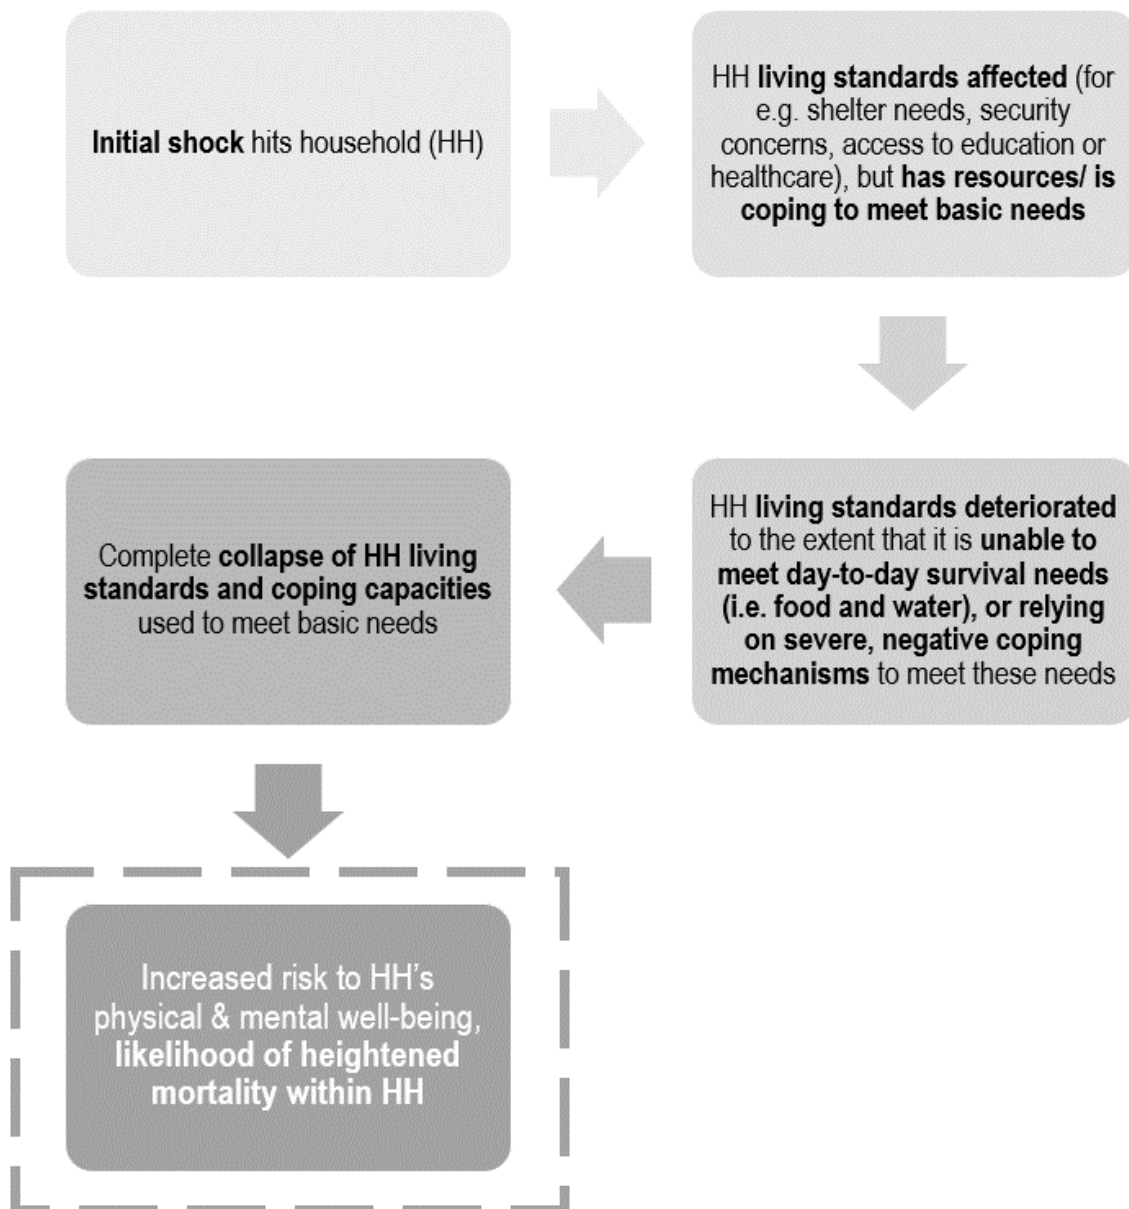 Initial shock hits household (HH)
HH living standards affected (for
e.g. shelter needs, security
concerns, access to education or
healthcare), but has resources/ is
coping to meet basic needs
HH living standards deteriorated
to the extent that it is unable to
meet day-to-day survival needs
(i.e. food and water), or relying
on severe, negative coping
mechanisms to meet these needs
Complete collapse of HH living
standards and coping capacities
used to meet basic needs
Increased risk to HH’s
physical & mental well-being,
likelihood of heightened
mortality within HH